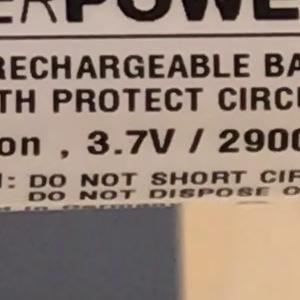 ERPOWE
RECHARGEABLE BA
TH PROTECT CIRC
on , 3.7V / 2900
: DO NOT SHORT CIR
DO NOT DISPOSE O